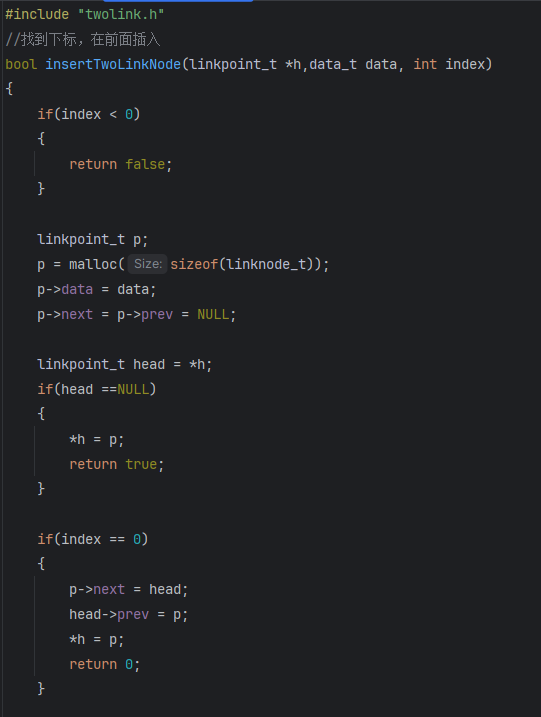 #include "twolink.h"
//找到下标，在前面插入
bool insertTwoLinkNode(linkpoint_t *h,data_t data, int index)
{
    if(index < 0)
    {
        return false;
    }
    linkpoint_t p;
    p = malloc( Size: sizeof(linknode_t));
    p->data = data;
    p->next = p->prev = NULL;
    linkpoint_t head = *h;
    if(head ==NULL)
    {
        *h = p;
        return true;
    }
    if(index == 0)
    {
        p->next = head;
        head->prev = p;
        *h = p;
        return 0;
    }